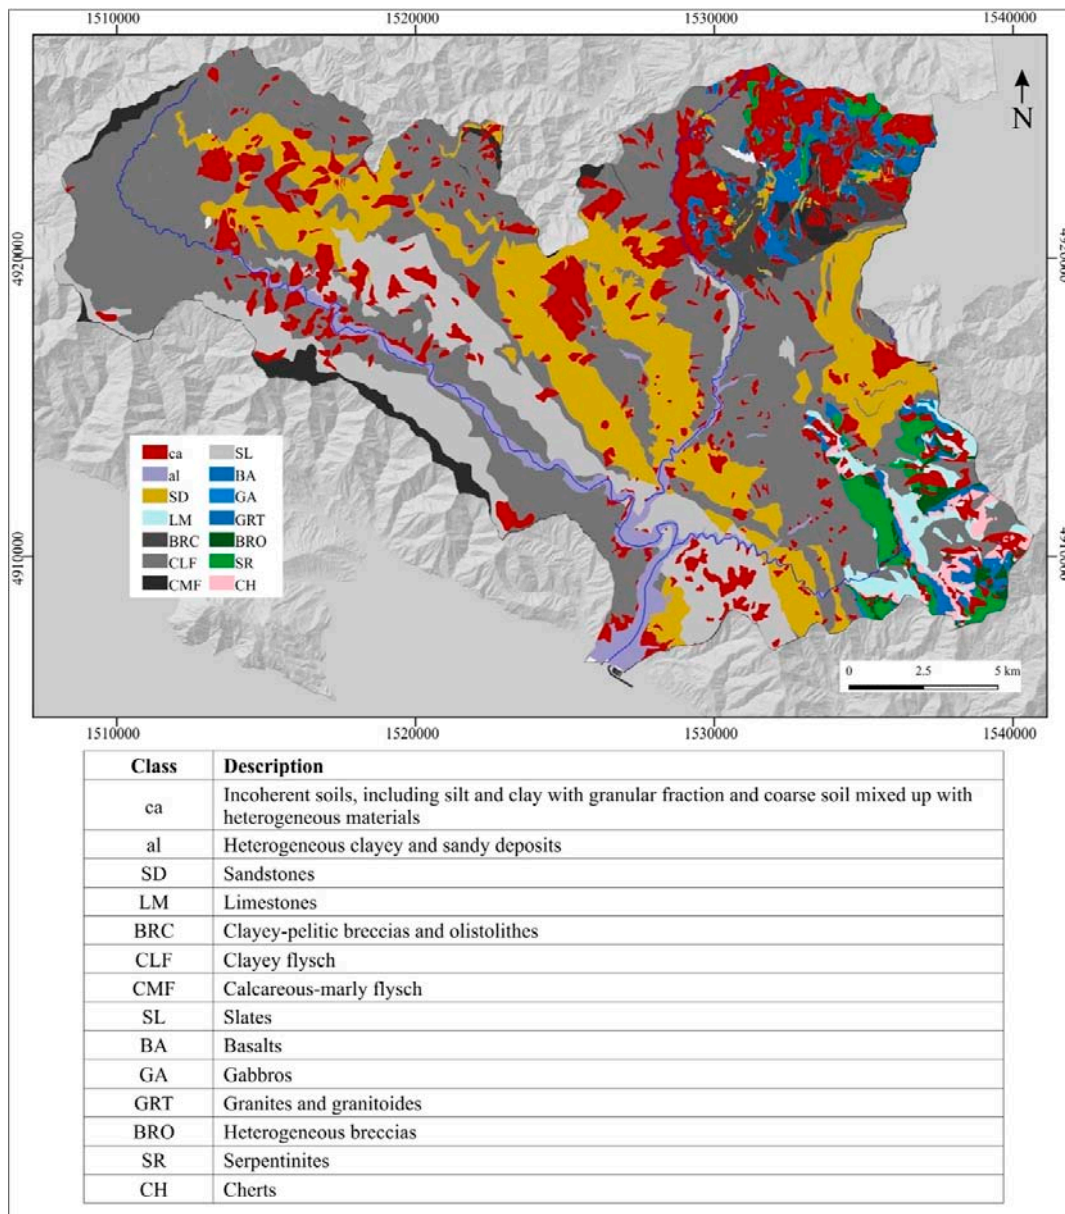 1510000
1520000
1530000
1540000
N
4920000
4920000
ca
SL
al
BA
SD
GA
LM
GRT
BRC
BRO
CLF
SR
CMF
CH
4910000
4910000
0
2.5
5 km
1510000
1520000
1530000
1540000
Class Description
ca Incoherent soils, including silt and clay with granular fraction and coarse soil mixed up with
heterogeneous materials
al Heterogeneous clayey and sandy deposits
SD Sandstones
LM Limestones
BRC Clayey-pelitic breccias and olistolithes
CLF Clayey flysch
CMF Calcareous-marly flysch
SL Slates
BA Basalts
GA Gabbros
GRT Granites and granitoides
BRO Heterogeneous breccias
SR Serpentinites
CH Cherts